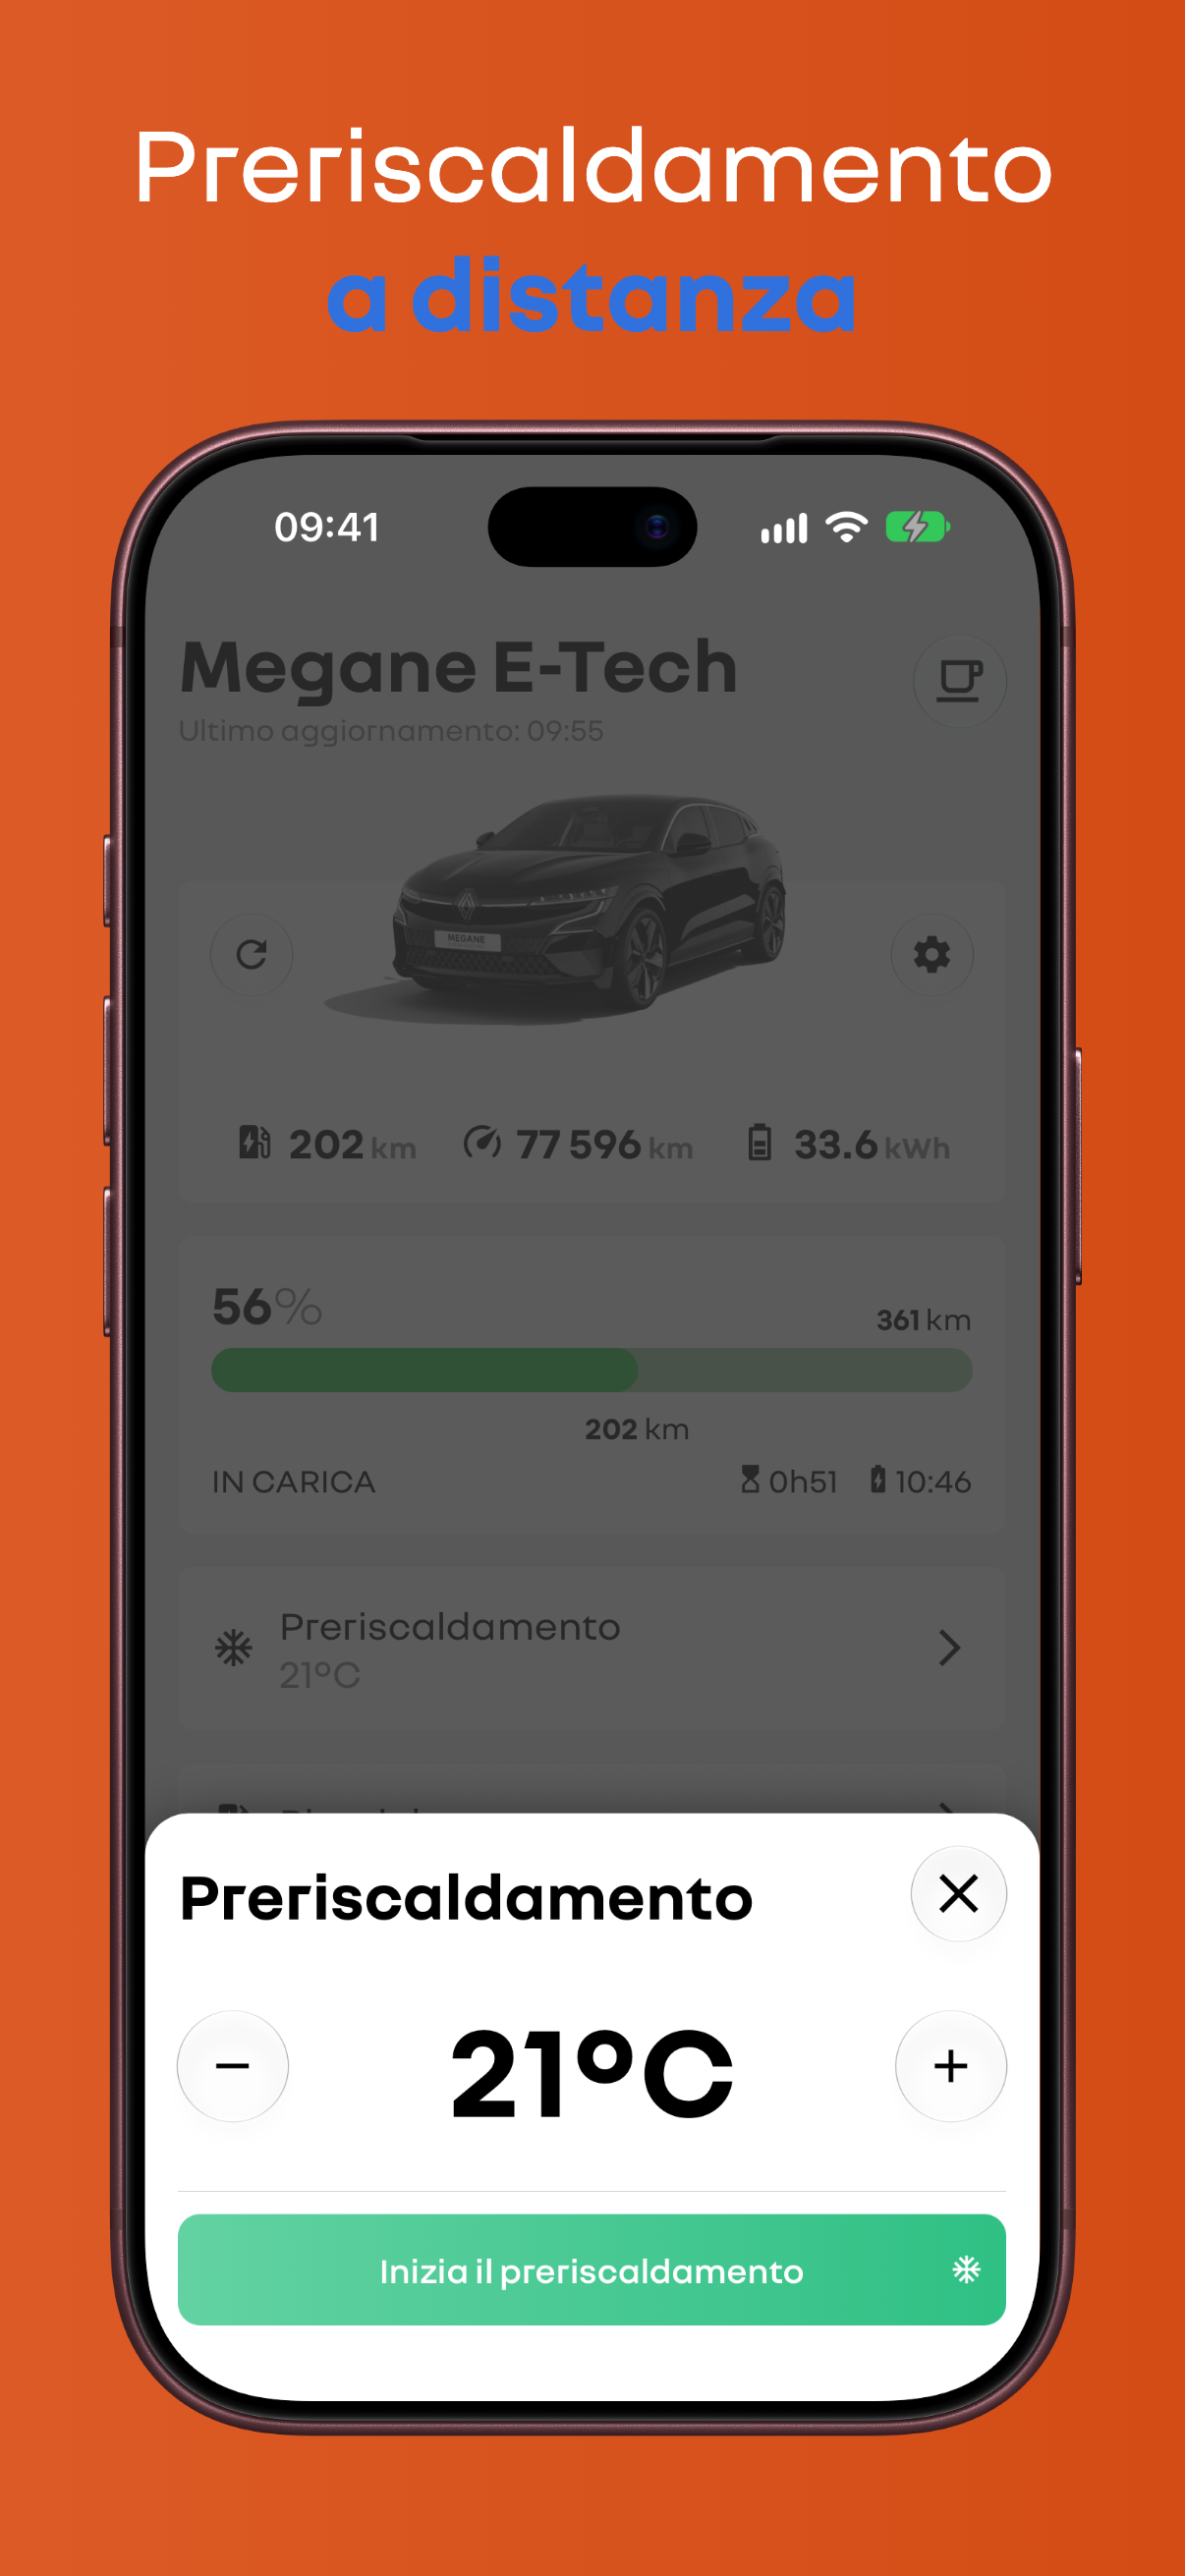 Preriscaldamento
a distanza
09:41
Megane E-Tech
Ultimo aggiornamento: 09:55
MEGANE
202 km 77 596 km 33.6 kWh
56%
361 km
202 km
IN CARICA 0h51 10:46
Preriscaldamento
21°C
Preriscaldamento
21°C
Inizia il preriscaldamento